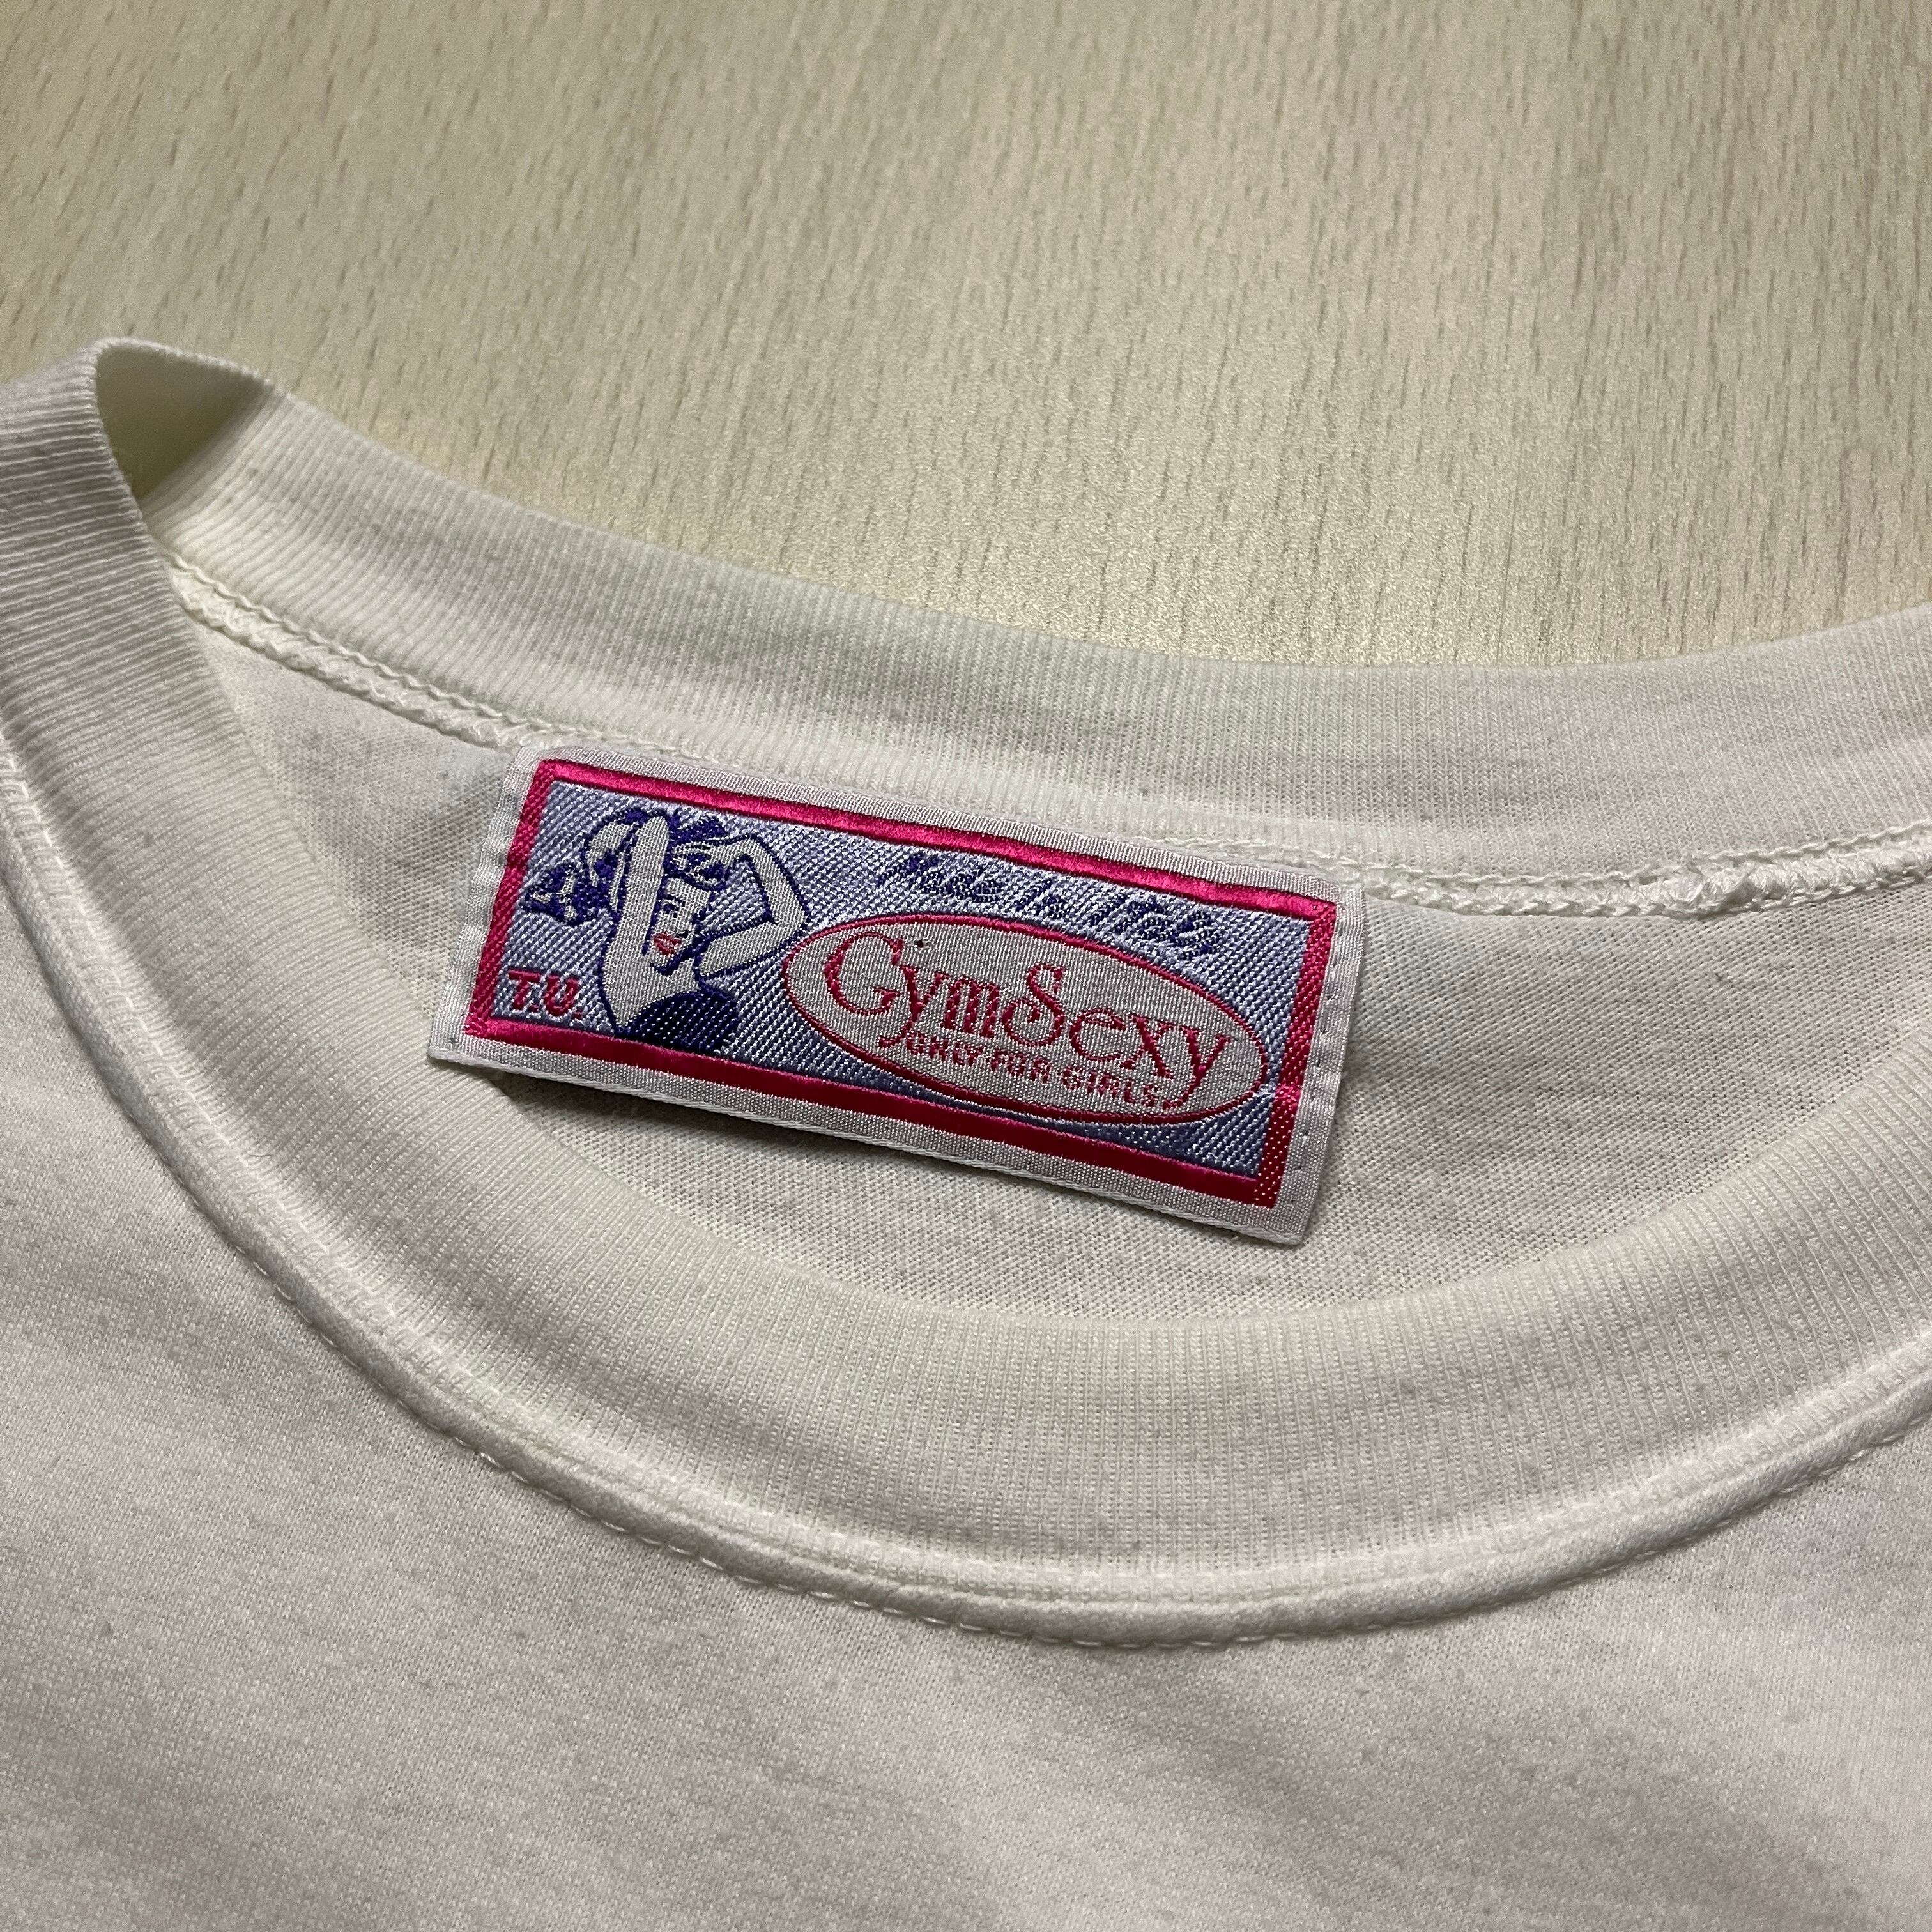 Made In Italy
T.U.
GymSexy
ONLY FOR GIRLS